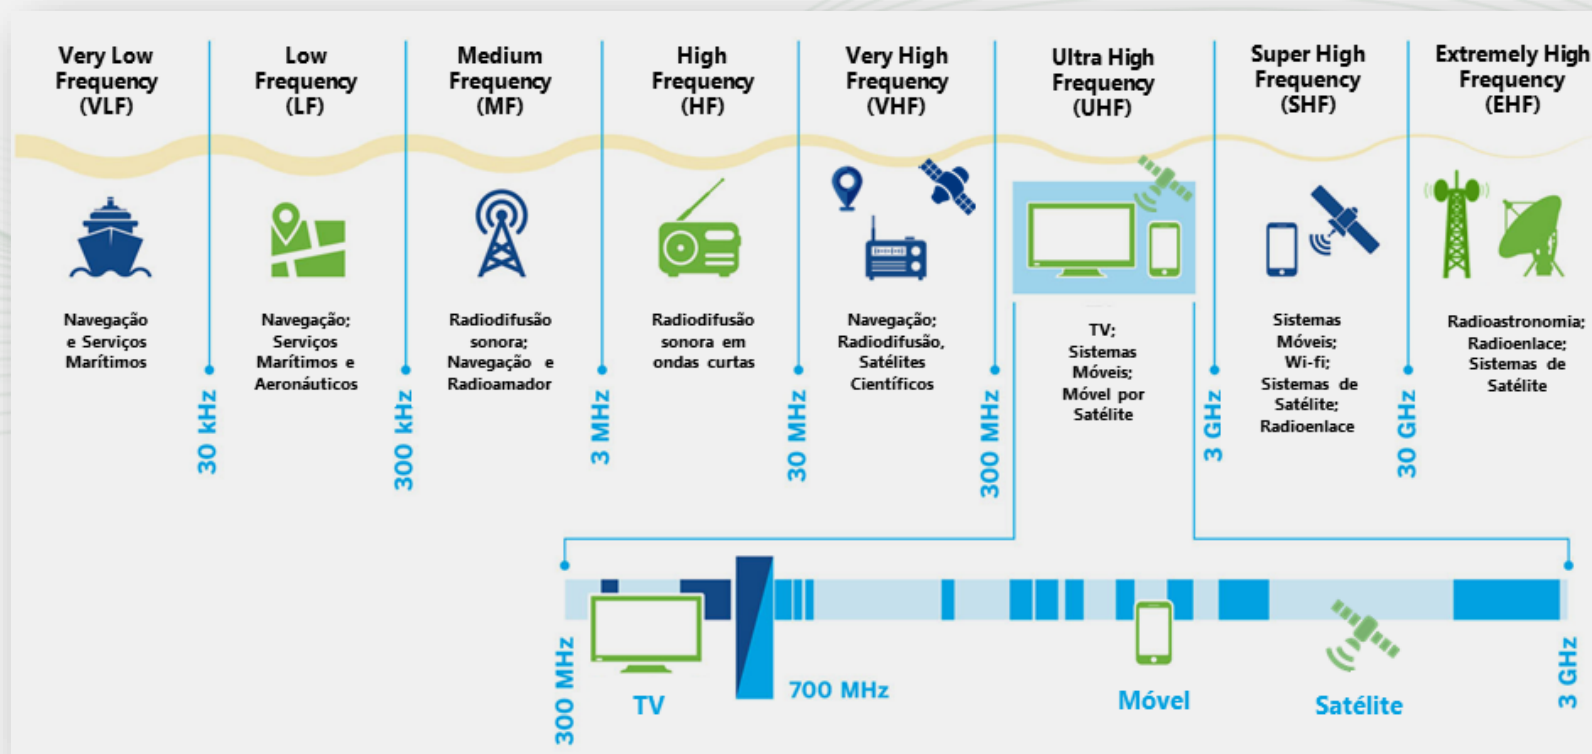 Very Low
Frequency
(VLF)
Low
Frequency
(LF)
Medium
Frequency
(MF)
High
Frequency
(HF)
Very High
Frequency
(VHF)
Ultra High
Frequency
(UHF)
Super High
Frequency
(SHF)
Extremely High
Frequency
(EHF)
Navegação
e Serviços
Marítimos
Navegação;
Serviços
Marítimos e
Aeronáuticos
Radiodifusão
sonora;
Navegação e
Radioamador
Radiodifusão
sonora em
ondas curtas
Navegação;
Radiodifusão,
Satélites
Científicos
TV;
Sistemas
Móveis;
Móvel por
Satélite
Sistemas
Móveis;
Wi-fi;
Sistemas de
Satélite;
Radioenlace
Radioastronomia;
Radioenlace;
Sistemas de
Satélite
30 kHz
300 kHz
3 MHz
30 MHz
300 MHz
3 GHz
30 GHz
300 MHz
TV
700 MHz
Móvel
Satélite
3 GHz